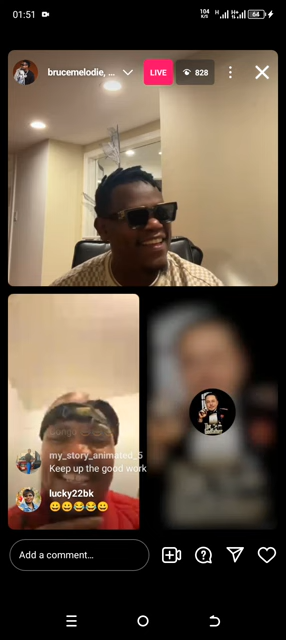 01:51
104
K/S
H
H+
64
brucemelodie, ...
LIVE
828
my_story_animated_5
Keep up the good work
lucky22bk
😀😀😂😂😀
Add a comment...